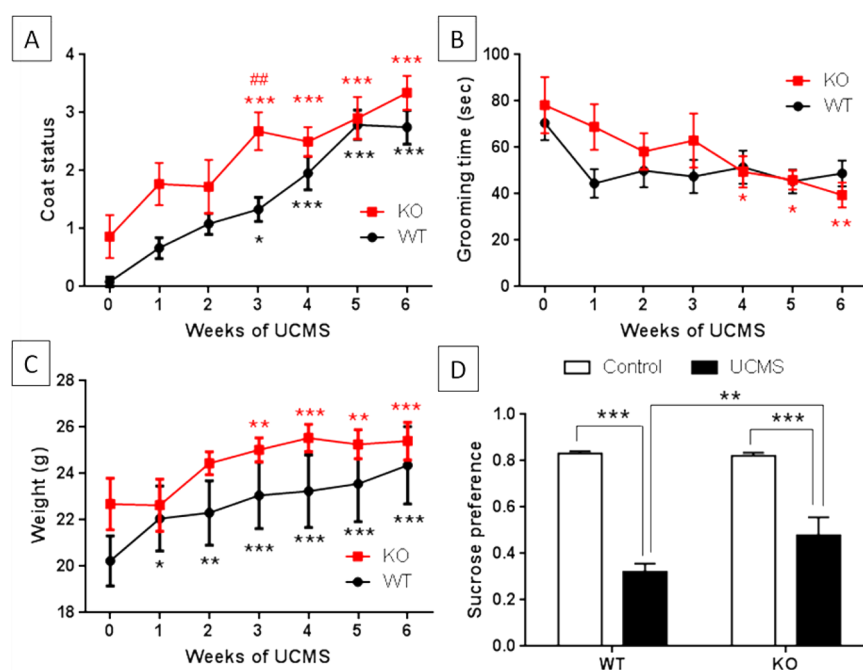 A
Coat status
4
3
2
1
0
##
***
***
***
***
*
***
***
***
KO
WT
0 1 2 3 4 5 6
Weeks of UCMS
B
Grooming time (sec)
100
80
60
40
20
0
KO
WT
*
*
**
0 1 2 3 4 5 6
Weeks of UCMS
C
Weight (g)
28
26
24
22
20
18
**
***
**
***
*
**
***
***
***
***
KO
WT
0 1 2 3 4 5 6
Weeks of UCMS
D
Control UCMS
Sucrose preference
1.0
0.8
0.6
0.4
0.2
0.0
***
**
***
WT KO